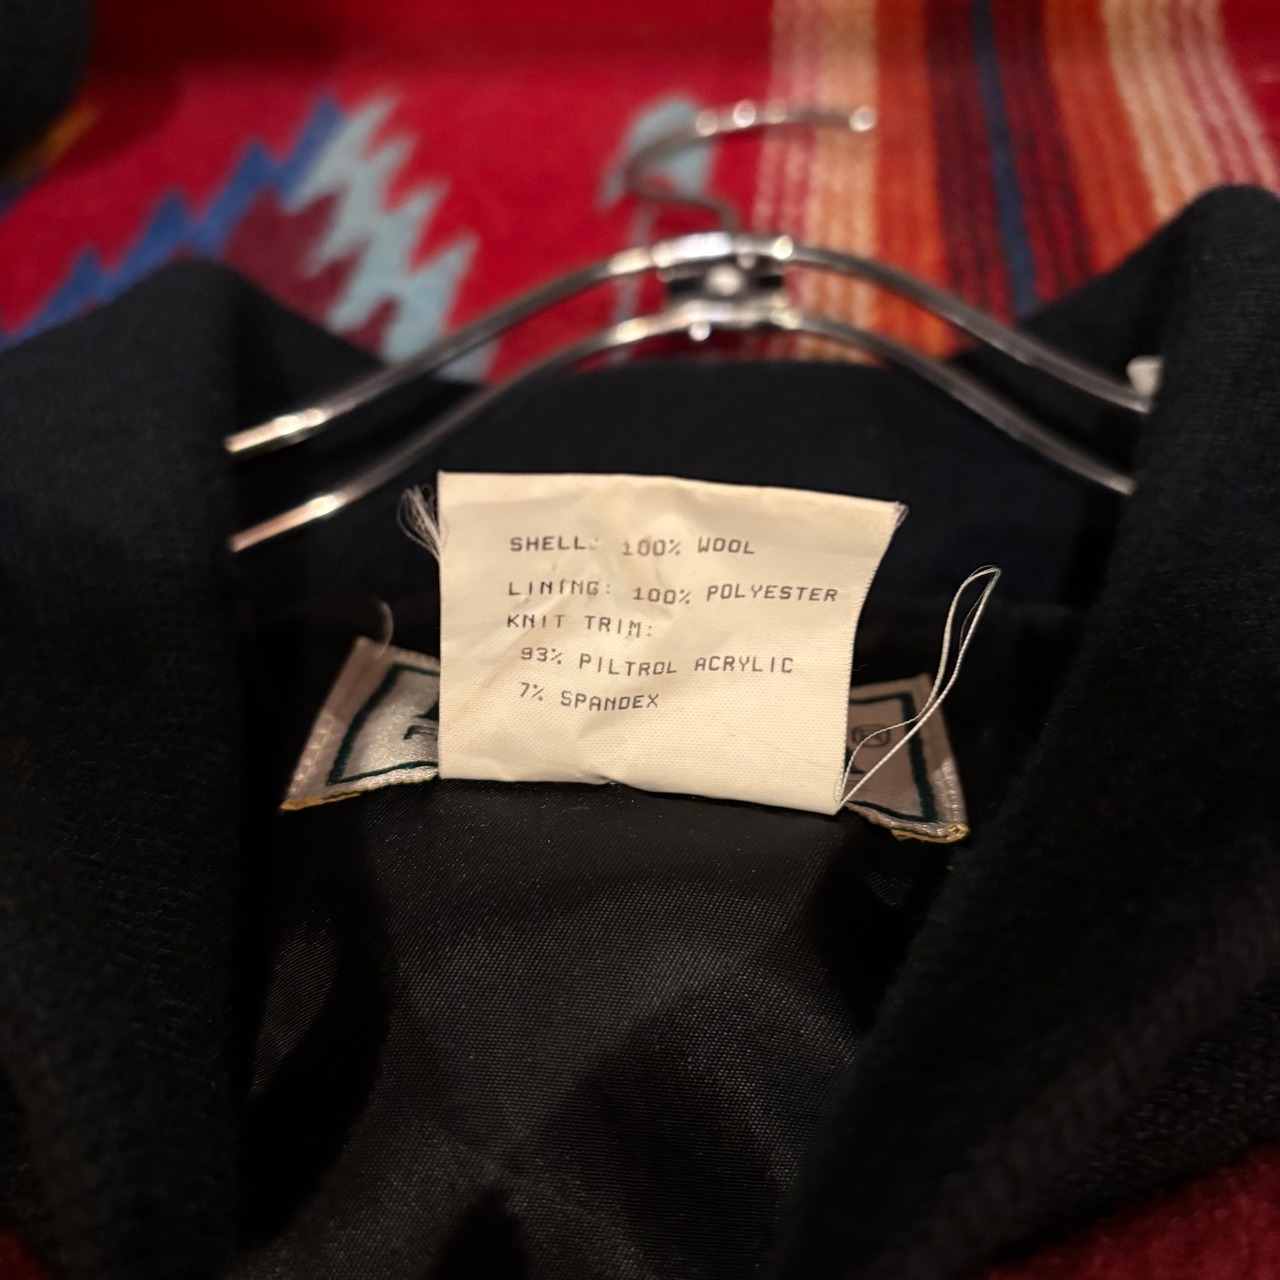 SHELL: 100% WOOL
LINING: 100% POLYESTER
KNIT TRIM:
93% PILTROL ACRYLIC
7% SPANDEX
®